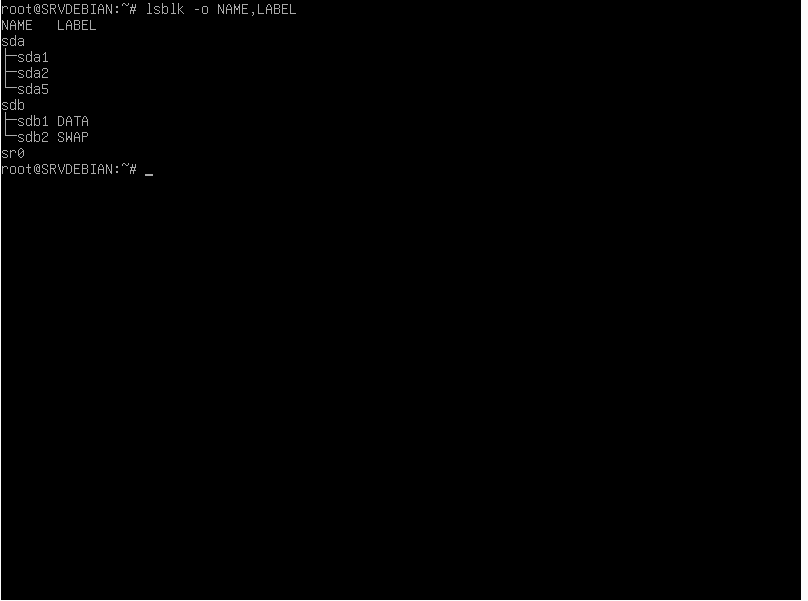 root@SRVDEBIAN:~# lsblk -o NAME,LABEL
NAME   LABEL
sda
├─sda1
├─sda2
└─sda5
sdb
├─sdb1 DATA
└─sdb2 SWAP
sr0
root@SRVDEBIAN:~# _